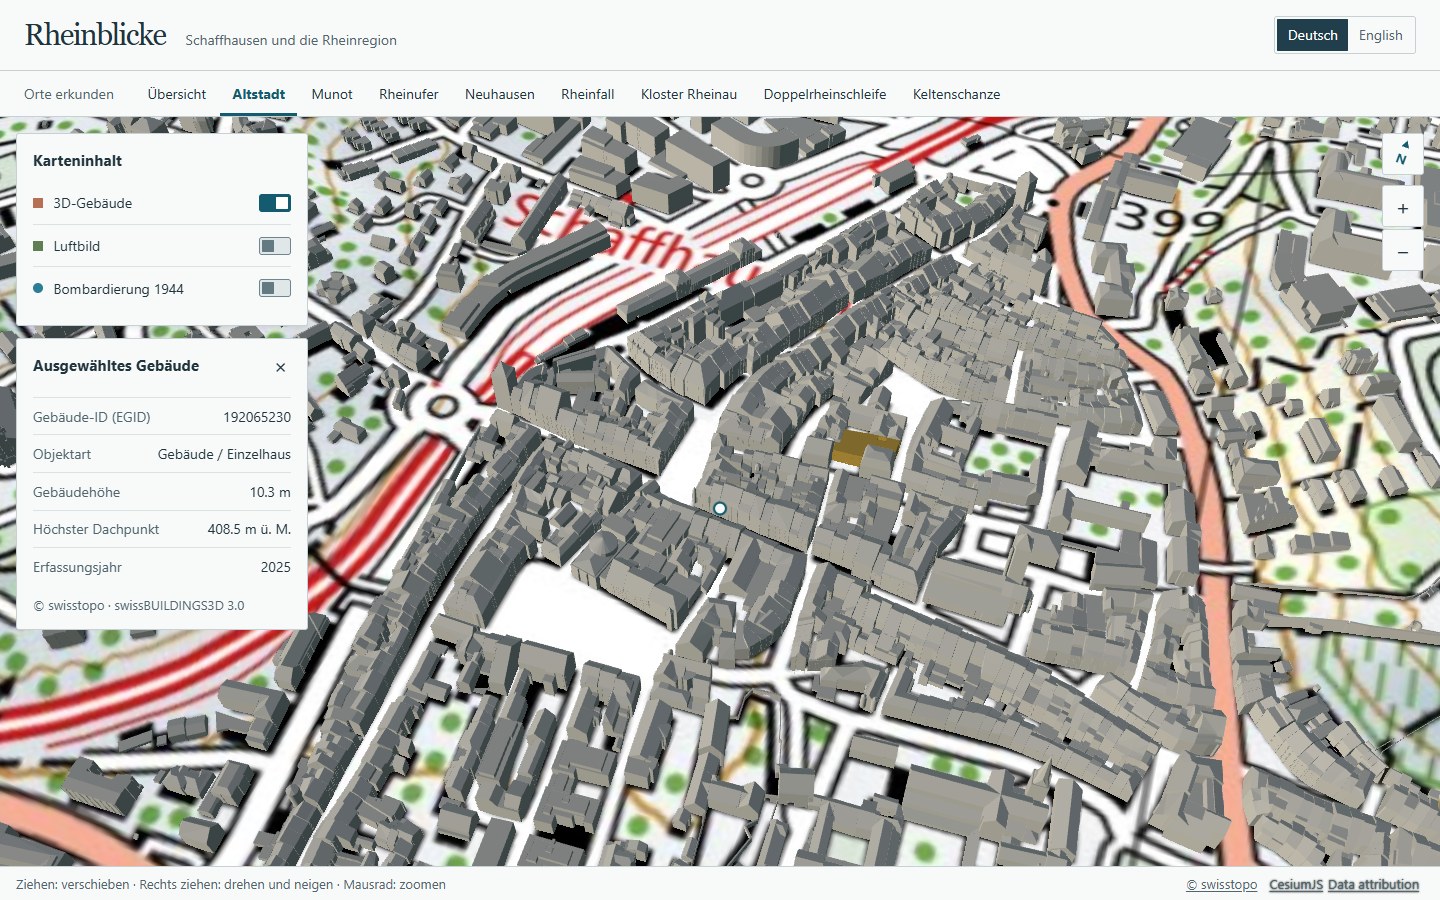 Rheinblicke
Schaffhausen und die Rheinregion
Deutsch
English
Orte erkunden
Übersicht
Altstadt
Munot
Rheinufer
Neuhausen
Rheinfall
Kloster Rheinau
Doppelrheinschleife
Keltenschanze
Karteninhalt
3D-Gebäude
Luftbild
Bombardierung 1944
Ausgewähltes Gebäude
×
Gebäude-ID (EGID) 192065230
Objektart Gebäude / Einzelhaus
Gebäudehöhe 10.3 m
Höchster Dachpunkt 408.5 m ü. M.
Erfassungsjahr 2025
© swisstopo · swissBUILDINGS3D 3.0
399
N
+
−
Ziehen: verschieben · Rechts ziehen: drehen und neigen · Mausrad: zoomen
© swisstopo CesiumJS Data attribution